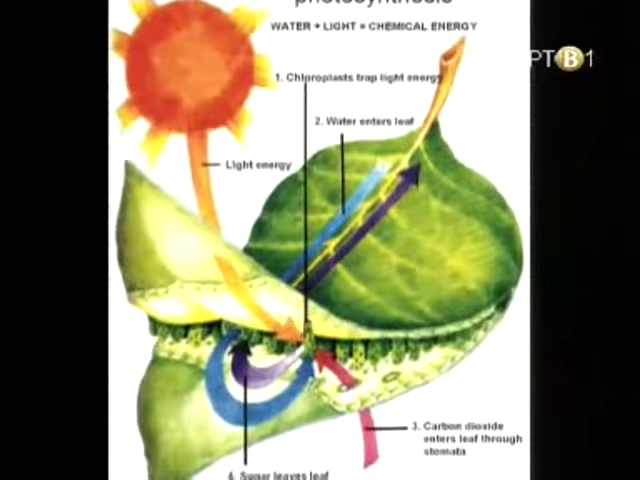 photosynthesis
WATER + LIGHT = CHEMICAL ENERGY
РТВ1
1. Chloroplasts trap light energy
2. Water enters leaf
Light energy
3. Carbon dioxide
enters leaf through
stomata
4. Sugar leaves leaf